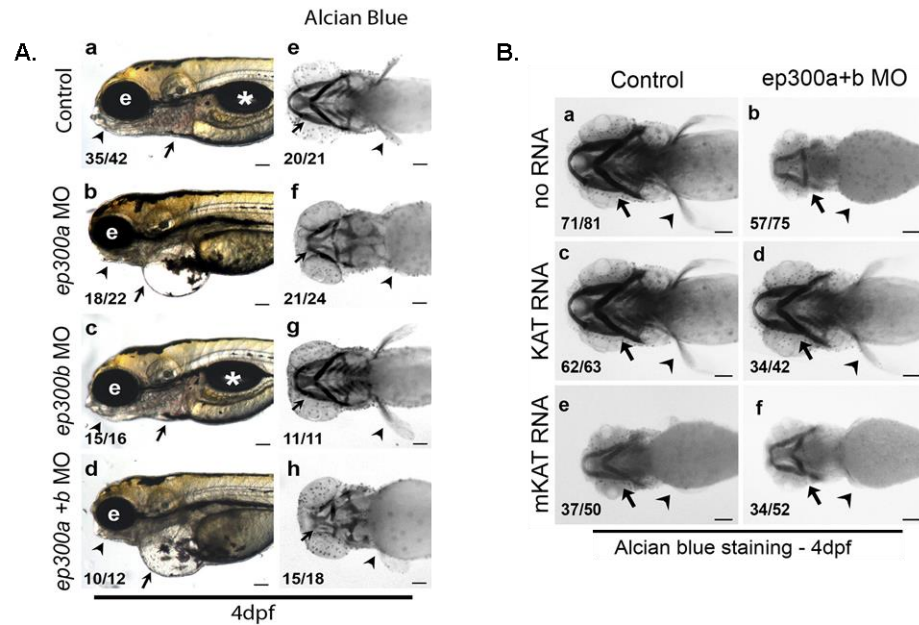 Alcian Blue
A.
Control
a
e
*
35/42
e
20/21
ep300a MO
b
e
18/22
f
21/24
ep300b MO
c
e
*
15/16
g
11/11
ep300a +b MO
d
e
10/12
h
15/18
4dpf
B.
Control
ep300a+b MO
no RNA
a
71/81
b
57/75
KAT RNA
c
62/63
d
34/42
mKAT RNA
e
37/50
f
34/52
Alcian blue staining - 4dpf